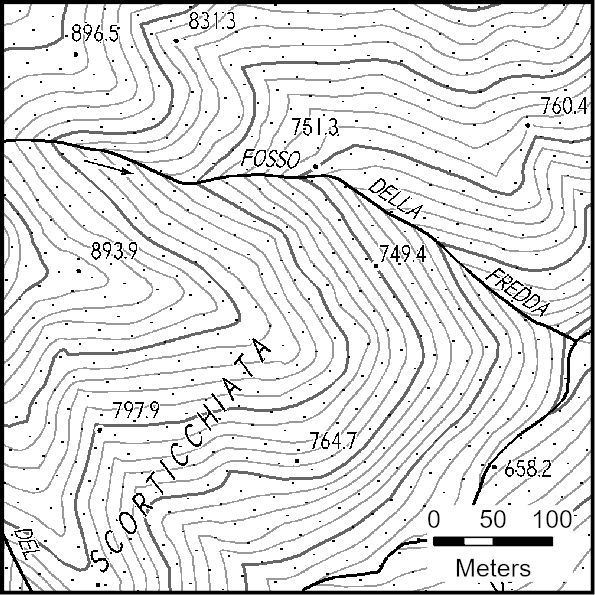 896.5
831.3
760.4
751.3
FOSSO
DELLA
893.9
749.4
FREDDA
SCORTICCHIATA
797.9
764.7
658.2
DEL
0 50 100
Meters